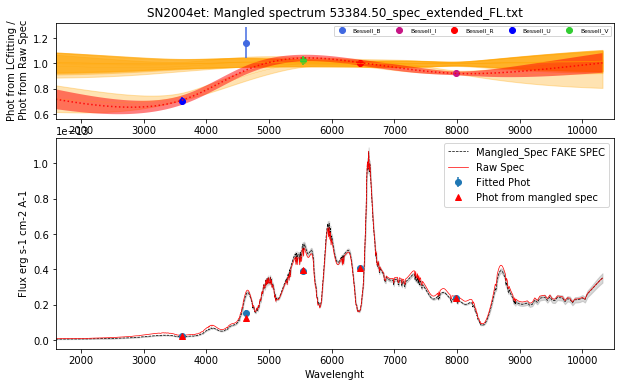 SN2004et: Mangled spectrum 53384.50_spec_extended_FL.txt
Phot from LCfitting /
Phot from Raw Spec
1.2
1.0
0.8
0.6
Bessell_B
Bessell_I
Bessell_R
Bessell_U
Bessell_V
2000 3000 4000 5000 6000 7000 8000 9000 10000
Flux erg s-1 cm-2 A-1
1.0
0.8
0.6
0.4
0.2
0.0
Mangled_Spec FAKE SPEC
Raw Spec
Fitted Phot
Phot from mangled spec
2000 3000 4000 5000 6000 7000 8000 9000 10000
Wavelenght